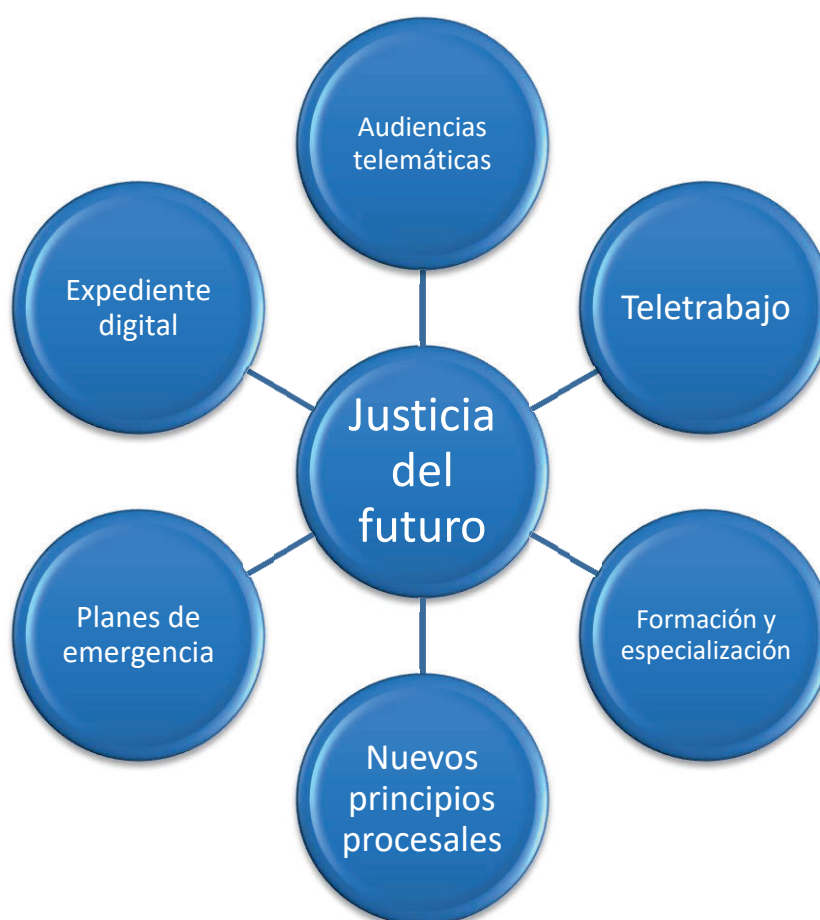 Audiencias
telemáticas
Expediente
digital
Teletrabajo
Justicia
del
futuro
Planes de
emergencia
Formación y
especialización
Nuevos
principios
procesales